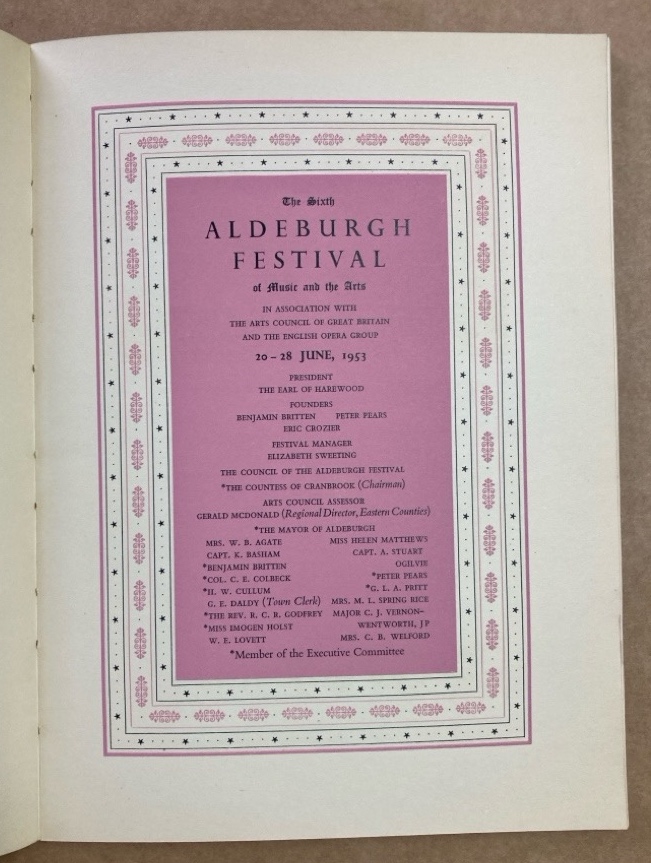 The Sixth
ALDEBURGH
FESTIVAL
of Music and the Arts
IN ASSOCIATION WITH
THE ARTS COUNCIL OF GREAT BRITAIN
AND THE ENGLISH OPERA GROUP
20–28 JUNE, 1953
PRESIDENT
THE EARL OF HAREWOOD
FOUNDERS
BENJAMIN BRITTEN PETER PEARS
ERIC CROZIER
FESTIVAL MANAGER
ELIZABETH SWEETING
THE COUNCIL OF THE ALDEBURGH FESTIVAL
*THE COUNTESS OF CRANBROOK (Chairman)
ARTS COUNCIL ASSESSOR
GERALD MCDONALD (Regional Director, Eastern Counties)
*THE MAYOR OF ALDEBURGH
MRS. W. B. AGATE
CAPT. K. BASHAM
*BENJAMIN BRITTEN
*COL. C. E. COLBECK
*H. W. CULLUM
G. E. DALDY (Town Clerk)
*THE REV. R. C. R. GODFREY
*MISS IMOGEN HOLST
W. E. LOVETT
MISS HELEN MATTHEWS
CAPT. A. STUART
OGILVIE
*PETER PEARS
*G. L. A. PRITT
MRS. M. L. SPRING RICE
MAJOR C. J. VERNON-
WENTWORTH, JP
MRS. C. B. WELFORD
*Member of the Executive Committee